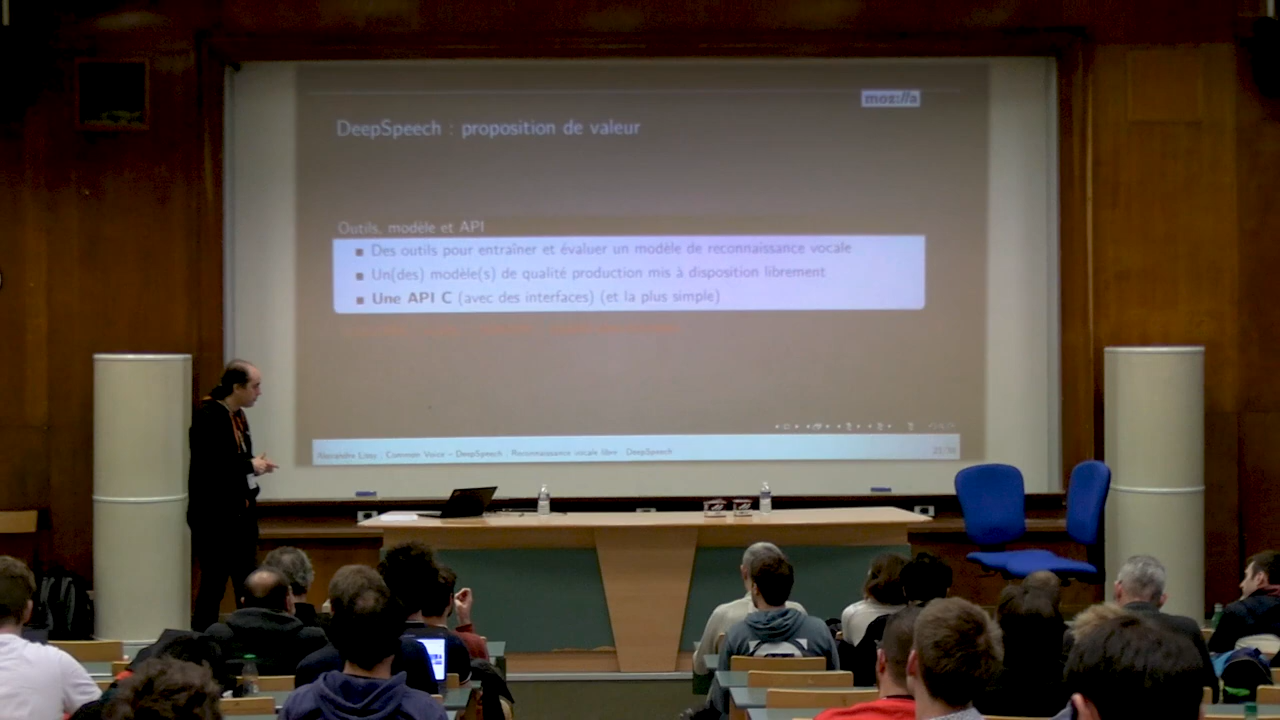 moz://a
DeepSpeech : proposition de valeur
Outils, modèle et API
Des outils pour entraîner et évaluer un modèle de reconnaissance vocale
Un(des) modèle(s) de qualité production mis à disposition librement
Une API C (avec des interfaces) (et la plus simple)
Common Voice – DeepSpeech : Reconnaissance vocale libre DeepSpeech